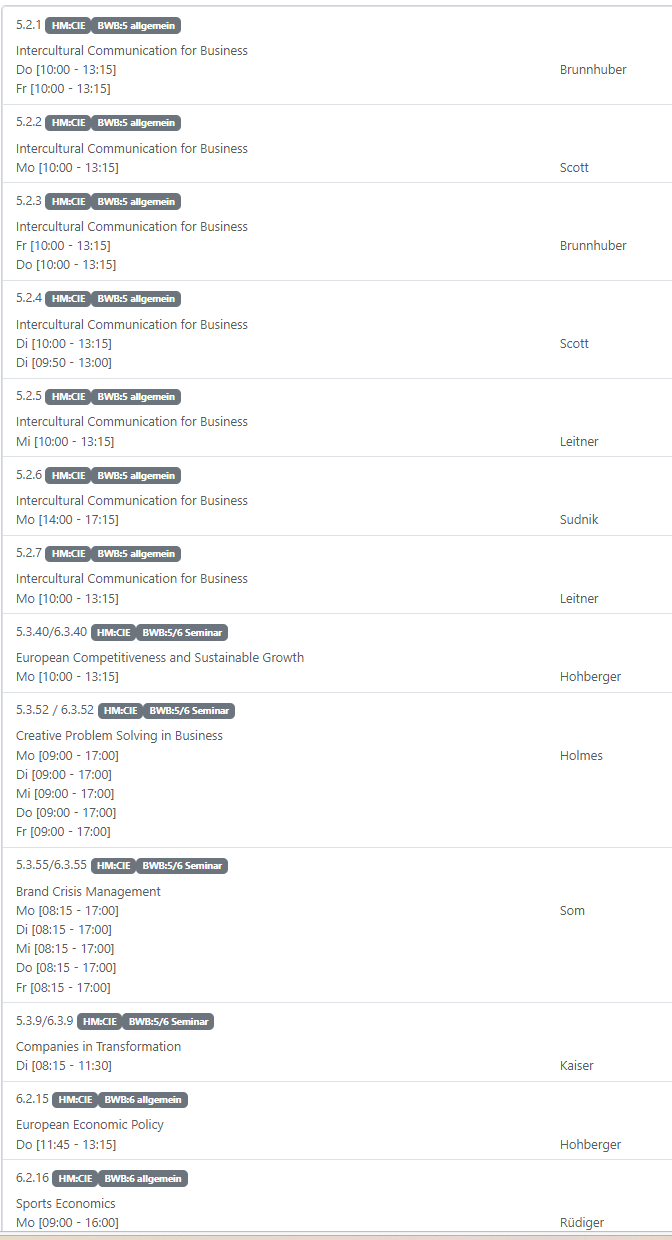 5.2.1 HM:CIE BWB:5 allgemein
Intercultural Communication for Business
Do [10:00 - 13:15] Brunnhuber
Fr [10:00 - 13:15]
5.2.2 HM:CIE BWB:5 allgemein
Intercultural Communication for Business
Mo [10:00 - 13:15] Scott
5.2.3 HM:CIE BWB:5 allgemein
Intercultural Communication for Business
Fr [10:00 - 13:15] Brunnhuber
Do [10:00 - 13:15]
5.2.4 HM:CIE BWB:5 allgemein
Intercultural Communication for Business
Di [10:00 - 13:15] Scott
Di [09:50 - 13:00]
5.2.5 HM:CIE BWB:5 allgemein
Intercultural Communication for Business
Mi [10:00 - 13:15] Leitner
5.2.6 HM:CIE BWB:5 allgemein
Intercultural Communication for Business
Mo [14:00 - 17:15] Sudnik
5.2.7 HM:CIE BWB:5 allgemein
Intercultural Communication for Business
Mo [10:00 - 13:15] Leitner
5.3.40/6.3.40 HM:CIE BWB:5/6 Seminar
European Competitiveness and Sustainable Growth
Mo [10:00 - 13:15] Hohberger
5.3.52 / 6.3.52 HM:CIE BWB:5/6 Seminar
Creative Problem Solving in Business
Mo [09:00 - 17:00] Holmes
Di [09:00 - 17:00]
Mi [09:00 - 17:00]
Do [09:00 - 17:00]
Fr [09:00 - 17:00]
5.3.55/6.3.55 HM:CIE BWB:5/6 Seminar
Brand Crisis Management
Mo [08:15 - 17:00] Som
Di [08:15 - 17:00]
Mi [08:15 - 17:00]
Do [08:15 - 17:00]
Fr [08:15 - 17:00]
5.3.9/6.3.9 HM:CIE BWB:5/6 Seminar
Companies in Transformation
Di [08:15 - 11:30] Kaiser
6.2.15 HM:CIE BWB:6 allgemein
European Economic Policy
Do [11:45 - 13:15] Hohberger
6.2.16 HM:CIE BWB:6 allgemein
Sports Economics
Mo [09:00 - 16:00] Rüdiger